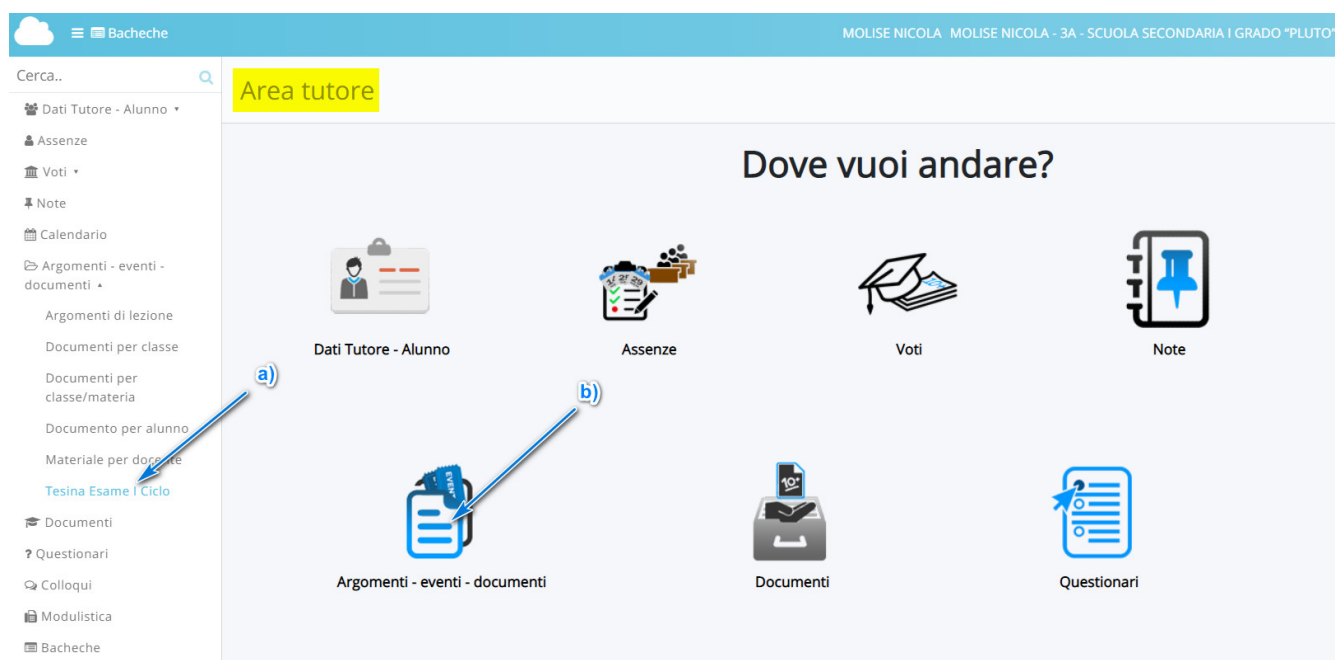 Bacheche
MOLISE NICOLA MOLISE NICOLA - 3A - SCUOLA SECONDARIA I GRADO "PLUTO"
Cerca..
Dati Tutore - Alunno
Assenze
Voti
Note
Calendario
Argomenti - eventi -
documenti
Argomenti di lezione
Documenti per classe
Documenti per
classe/materia
Documento per alunno
Materiale per docente
Tesina Esame I Ciclo
Documenti
? Questionari
Colloqui
Modulistica
Bacheche
Area tutore
Dove vuoi andare?
Dati Tutore - Alunno
Assenze
Voti
Note
a)
b)
EVEN
10+
Argomenti - eventi - documenti
Documenti
Questionari